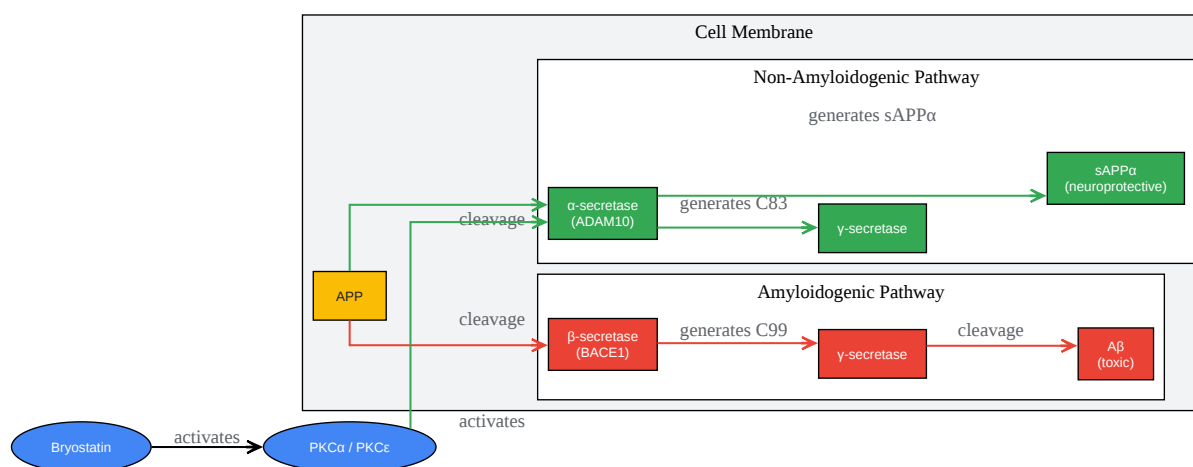 Cell Membrane
Non-Amyloidogenic Pathway
generates sAPPα
sAPPα
(neuroprotective)
α-secretase
(ADAM10)
generates C83
cleavage
γ-secretase
APP
Amyloidogenic Pathway
cleavage
β-secretase
(BACE1)
generates C99
γ-secretase
cleavage
Aβ
(toxic)
activates
Bryostatin
activates
PKCα / PKCε